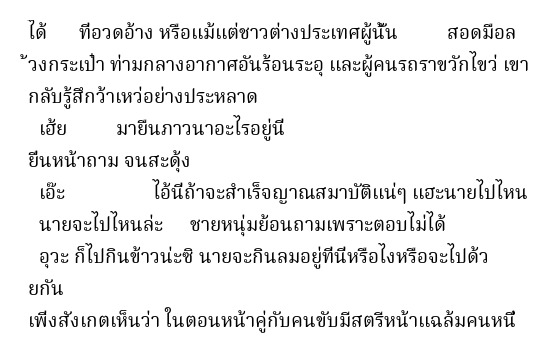 ได้ ที่อวดอ้าง หรือแม้แต่ชาวต่างประเทศผู้นั้น สอดมือล
้วงกระเป๋า ท่ามกลางอากาศอันร้อนระอุ และผู้คนรถราขวักไขว่ เขา
กลับรู้สึกว้าเหว่อย่างประหลาด
เฮ้ย มายืนภาวนาอะไรอยู่นี่
ยืนหน้าถาม จนสะดุ้ง
เอ๊ะ ไอ้นี่ถ้าจะสำเร็จญาณสมาบัติแน่ๆ แฮะนายไปไหน
นายจะไปไหนล่ะ ชายหนุ่มย้อนถามเพราะตอบไม่ได้
อุวะ ก็ไปกินข้าวน่ะซิ นายจะกินลมอยู่ที่นี่หรือไงหรือจะไปด้ว
ยกัน
เพิ่งสังเกตเห็นว่า ในตอนหน้าคู่กับคนขับมีสตรีหน้าแฉล้มคนหนึ่